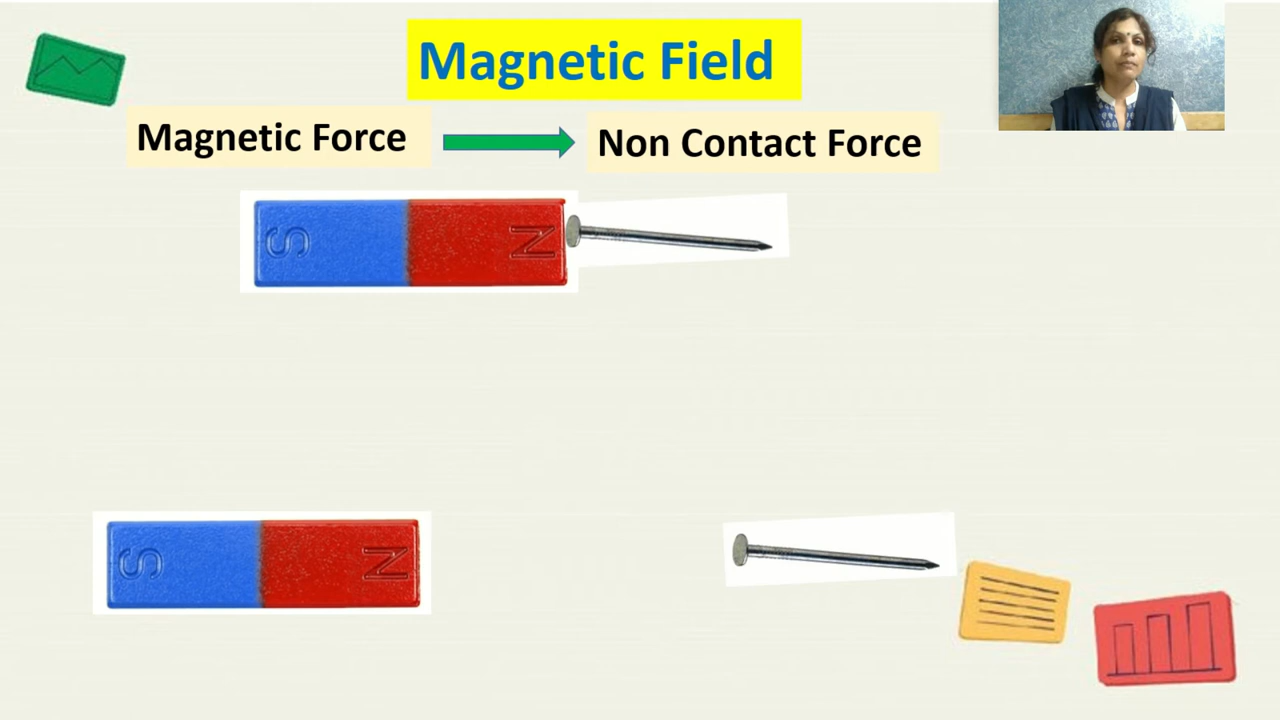 Magnetic Field
Magnetic Force
Non Contact Force
S N
S N